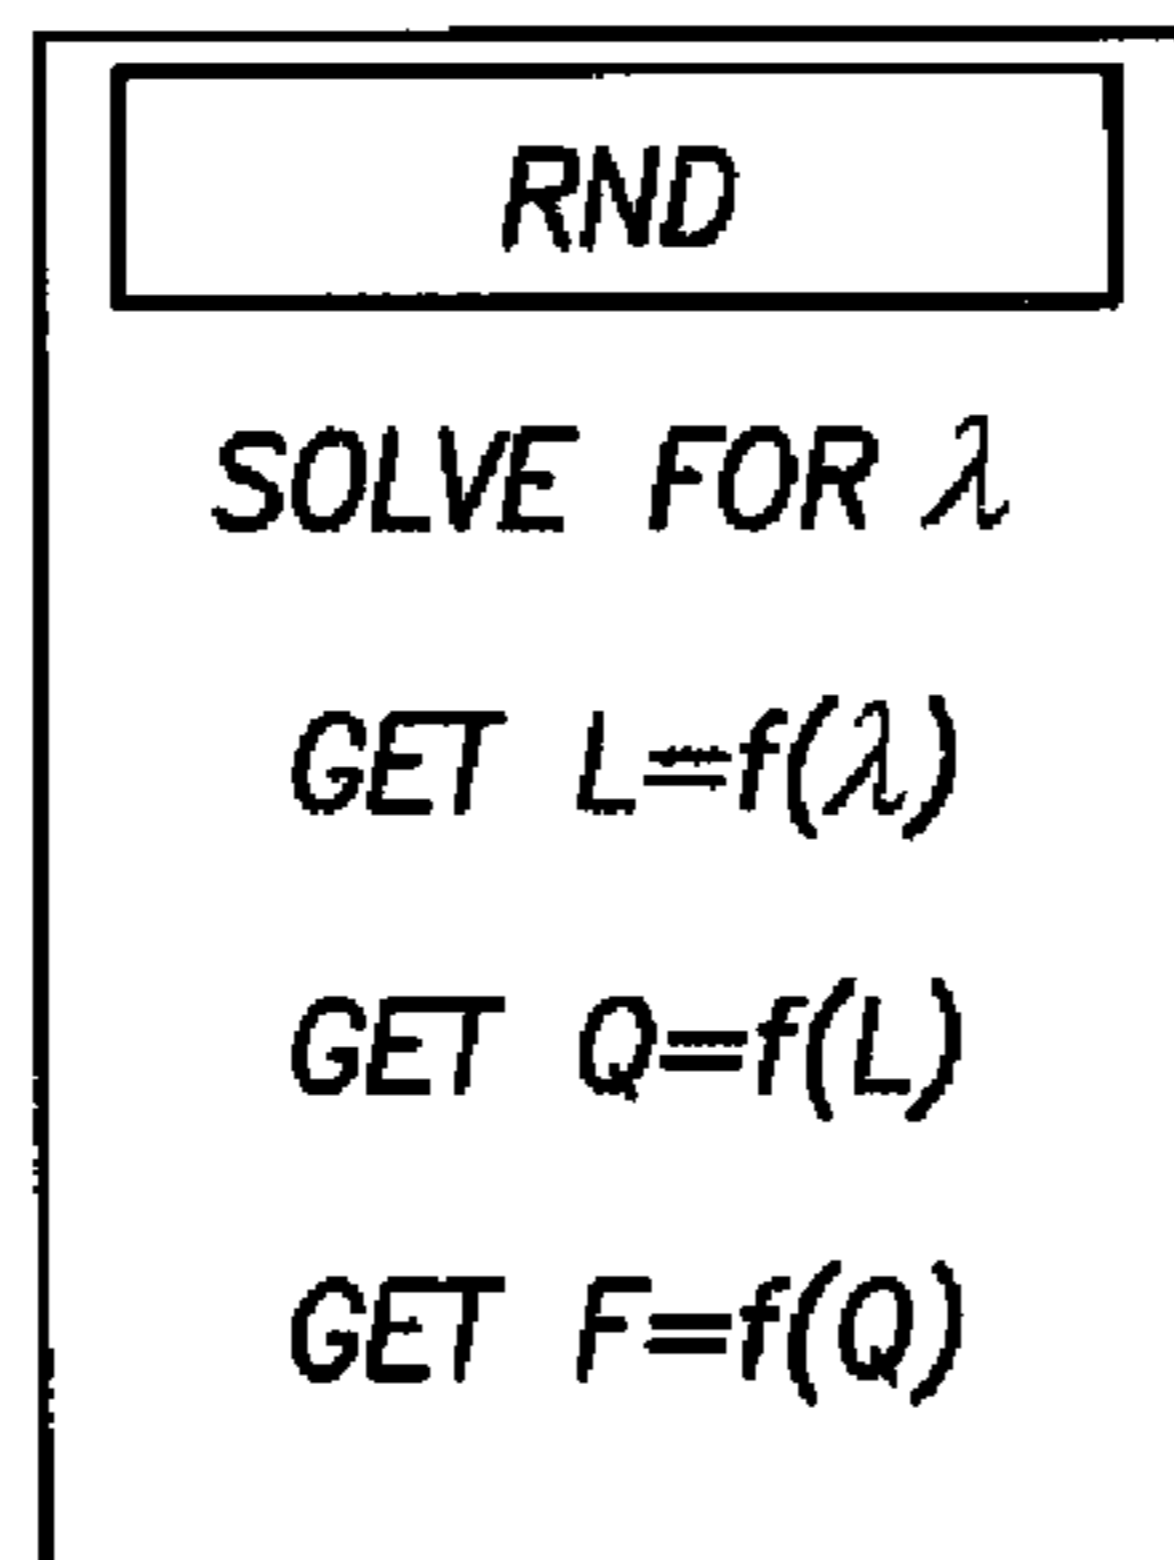 RND
SOLVE FOR λ
GET L=f(λ)
GET Q=f(L)
GET F=f(Q)